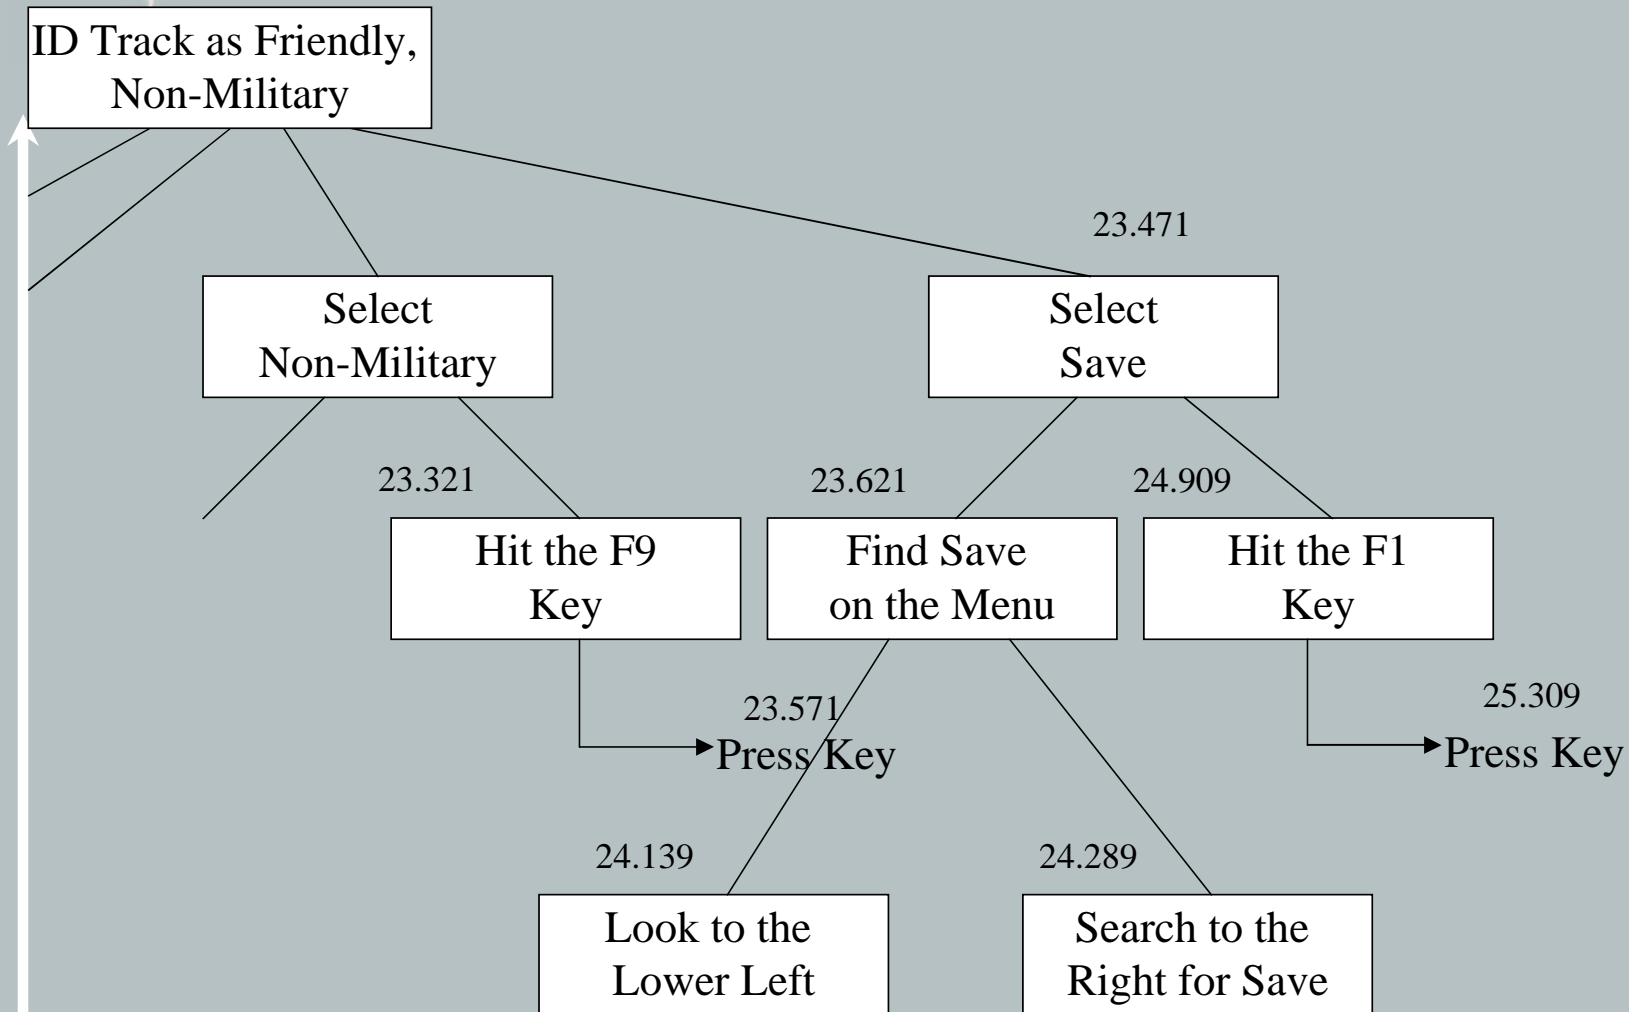 ID Track as Friendly,
Non-Military
23.471
Select
Non-Military
Select
Save
23.321
23.621
24.909
Hit the F9
Key
Find Save
on the Menu
Hit the F1
Key
23.571
Press Key
25.309
Press Key
24.139
24.289
Look to the
Lower Left
Search to the
Right for Save